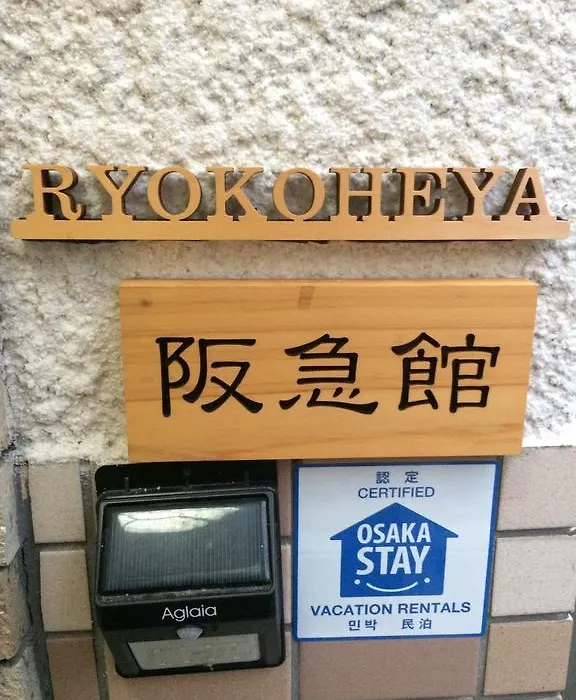 RYOKOHEYA
阪急館
Aglaia
認定
CERTIFIED
OSAKA
STAY
VACATION RENTALS
민박 民泊